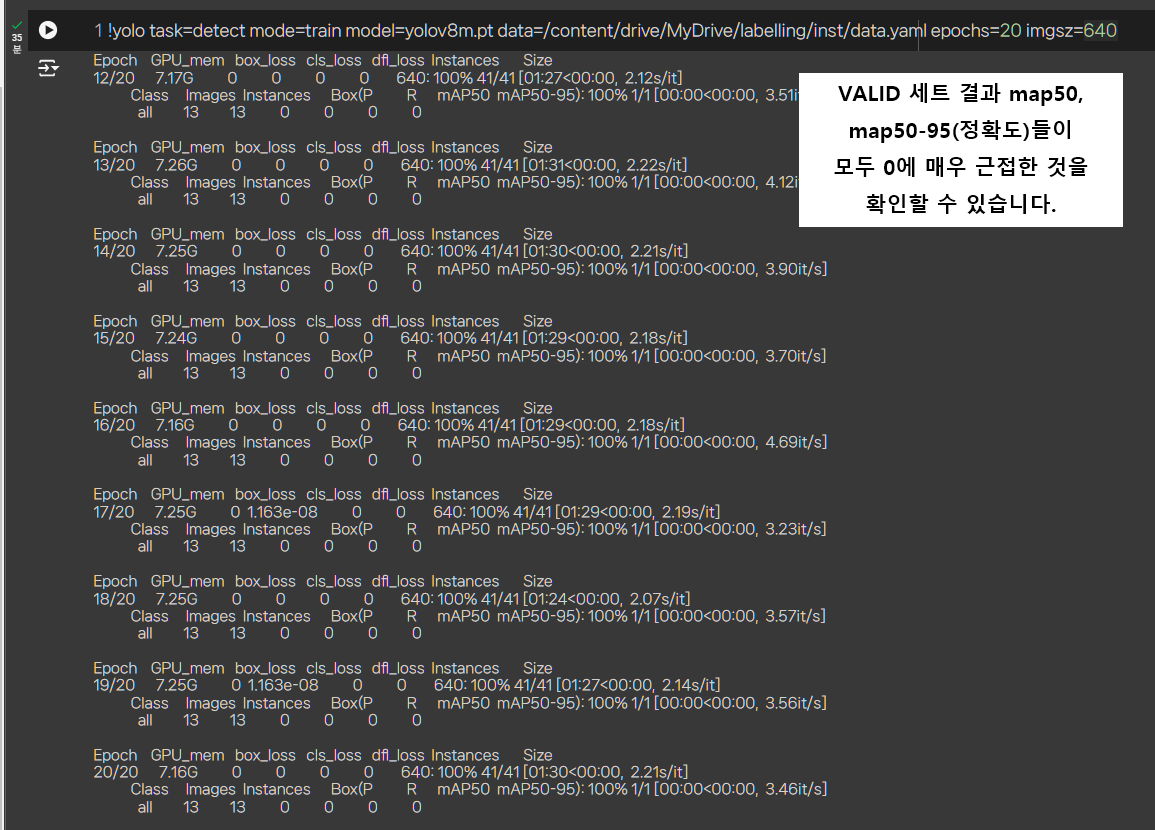 35
분
1 !yolo task=detect mode=train model=yolov8m.pt data=/content/drive/MyDrive/labelling/inst/data.yaml epochs=20 imgsz=640
Epoch GPU_mem box_loss cls_loss dfl_loss Instances Size
12/20 7.17G 0 0 0 0 640: 100% 41/41 [01:27<00:00, 2.12s/it]
Class Images Instances Box(P R mAP50 mAP50-95): 100% 1/1 [00:00<00:00, 3.51it
all 13 13 0 0 0 0
VALID 세트 결과 map50,
map50-95(정확도)들이
모두 0에 매우 근접한 것을
확인할 수 있습니다.
Epoch GPU_mem box_loss cls_loss dfl_loss Instances Size
13/20 7.26G 0 0 0 0 640: 100% 41/41 [01:31<00:00, 2.22s/it]
Class Images Instances Box(P R mAP50 mAP50-95): 100% 1/1 [00:00<00:00, 4.12it
all 13 13 0 0 0 0
Epoch GPU_mem box_loss cls_loss dfl_loss Instances Size
14/20 7.25G 0 0 0 0 640: 100% 41/41 [01:30<00:00, 2.21s/it]
Class Images Instances Box(P R mAP50 mAP50-95): 100% 1/1 [00:00<00:00, 3.90it/s]
all 13 13 0 0 0 0
Epoch GPU_mem box_loss cls_loss dfl_loss Instances Size
15/20 7.24G 0 0 0 0 640: 100% 41/41 [01:29<00:00, 2.18s/it]
Class Images Instances Box(P R mAP50 mAP50-95): 100% 1/1 [00:00<00:00, 3.70it/s]
all 13 13 0 0 0 0
Epoch GPU_mem box_loss cls_loss dfl_loss Instances Size
16/20 7.16G 0 0 0 0 640: 100% 41/41 [01:29<00:00, 2.18s/it]
Class Images Instances Box(P R mAP50 mAP50-95): 100% 1/1 [00:00<00:00, 4.69it/s]
all 13 13 0 0 0 0
Epoch GPU_mem box_loss cls_loss dfl_loss Instances Size
17/20 7.25G 0 1.163e-08 0 0 640: 100% 41/41 [01:29<00:00, 2.19s/it]
Class Images Instances Box(P R mAP50 mAP50-95): 100% 1/1 [00:00<00:00, 3.23it/s]
all 13 13 0 0 0 0
Epoch GPU_mem box_loss cls_loss dfl_loss Instances Size
18/20 7.25G 0 0 0 0 640: 100% 41/41 [01:24<00:00, 2.07s/it]
Class Images Instances Box(P R mAP50 mAP50-95): 100% 1/1 [00:00<00:00, 3.57it/s]
all 13 13 0 0 0 0
Epoch GPU_mem box_loss cls_loss dfl_loss Instances Size
19/20 7.25G 0 1.163e-08 0 0 640: 100% 41/41 [01:27<00:00, 2.14s/it]
Class Images Instances Box(P R mAP50 mAP50-95): 100% 1/1 [00:00<00:00, 3.56it/s]
all 13 13 0 0 0 0
Epoch GPU_mem box_loss cls_loss dfl_loss Instances Size
20/20 7.16G 0 0 0 0 640: 100% 41/41 [01:30<00:00, 2.21s/it]
Class Images Instances Box(P R mAP50 mAP50-95): 100% 1/1 [00:00<00:00, 3.46it/s]
all 13 13 0 0 0 0